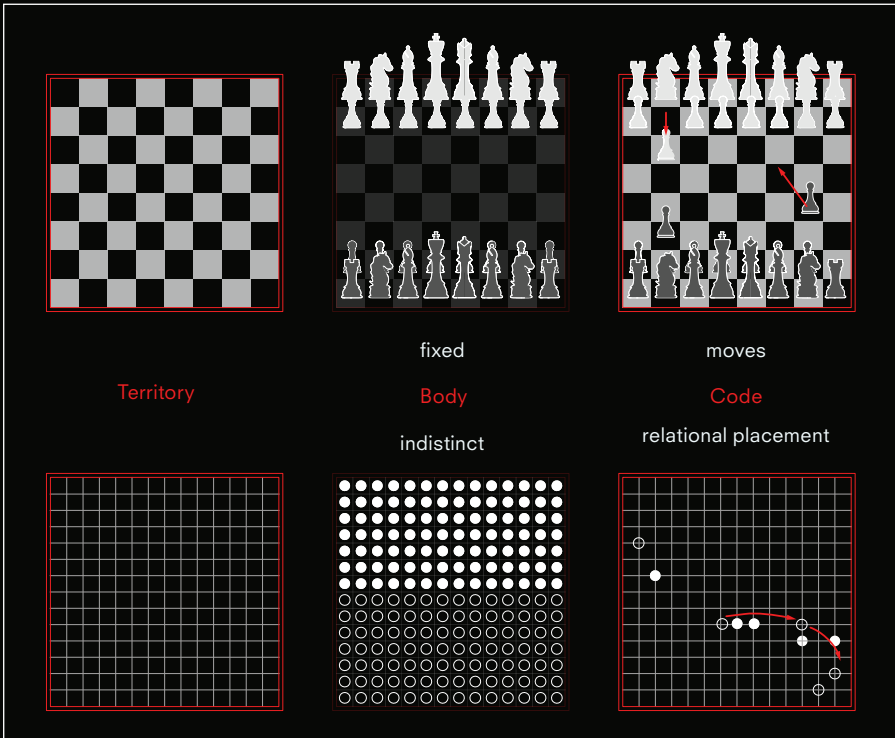 fixed
moves
Territory
Body
Code
indistinct
relational placement